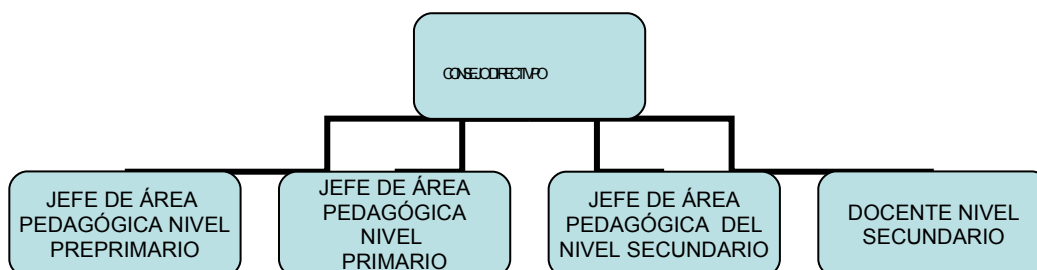 CONSEJO DIRECTIVPO
JEFE DE ÁREA
PEDAGÓGICA NIVEL
PREPRIMARIO
JEFE DE ÁREA
PEDAGÓGICA
NIVEL
PRIMARIO
JEFE DE ÁREA
PEDAGÓGICA DEL
NIVEL SECUNDARIO
DOCENTE NIVEL
SECUNDARIO